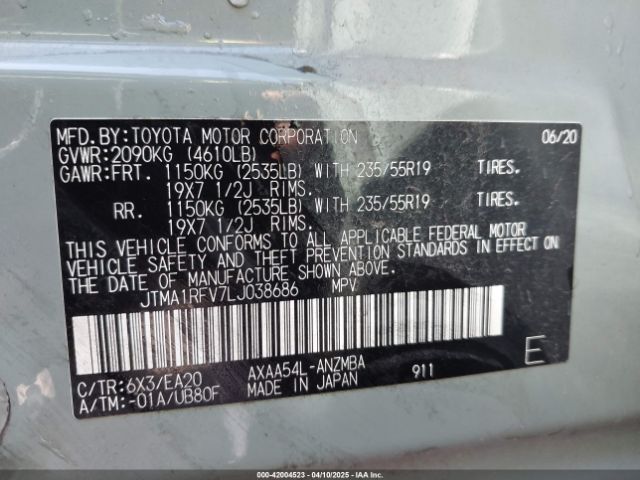 MFD.BY:TOYOTA MOTOR CORPORATION 06/20
GVWR:2090KG (4610LB)
GAWR:FRT. 1150KG (2535LB) WITH 235/55R19 TIRES.
19X7 1/2J RIMS.
RR. 1150KG (2535LB) WITH 235/55R19 TIRES.
19X7 1/2J RIMS.
THIS VEHICLE CONFORMS TO ALL APPLICABLE FEDERAL MOTOR
VEHICLE SAFETY AND THEFT PREVENTION STANDARDS IN EFFECT ON
THE DATE OF MANUFACTURE SHOWN ABOVE.
JTMA1RFV7LJ038686 MPV
C/TR:6X3/EA20 AXAA54L-ANZMBA
A/TM:-01A/UB80F MADE IN JAPAN 911 E
000-42004523 - 04/10/2025 - IAAI.COM